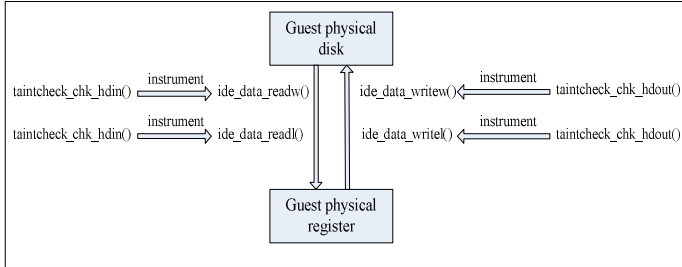 Guest physical
disk
instrument
instrument
taintcheck_chk_hdin()
ide_data_readw()
ide_data_writew()
taintcheck_chk_hdout()
instrument
instrument
taintcheck_chk_hdin()
ide_data_readl()
ide_data_writel()
taintcheck_chk_hdout()
Guest physical
register